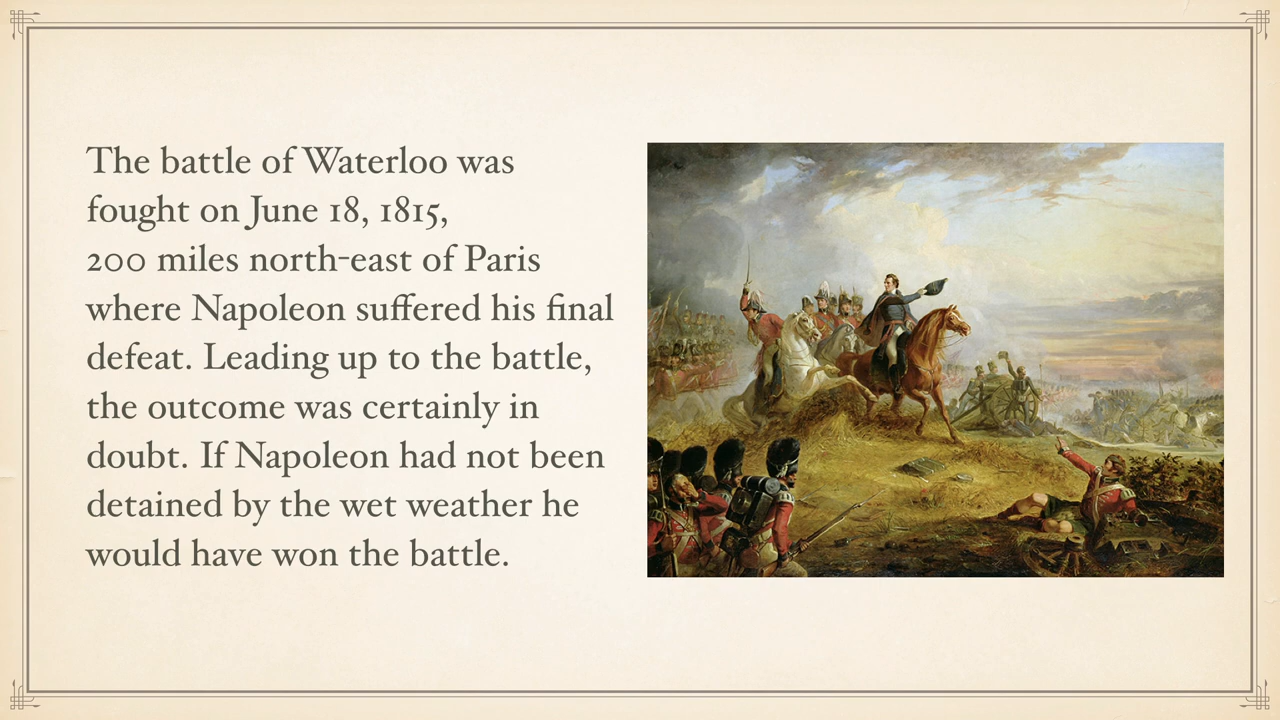 The battle of Waterloo was
fought on June 18, 1815,
200 miles north-east of Paris
where Napoleon suffered his final
defeat. Leading up to the battle,
the outcome was certainly in
doubt. If Napoleon had not been
detained by the wet weather he
would have won the battle.